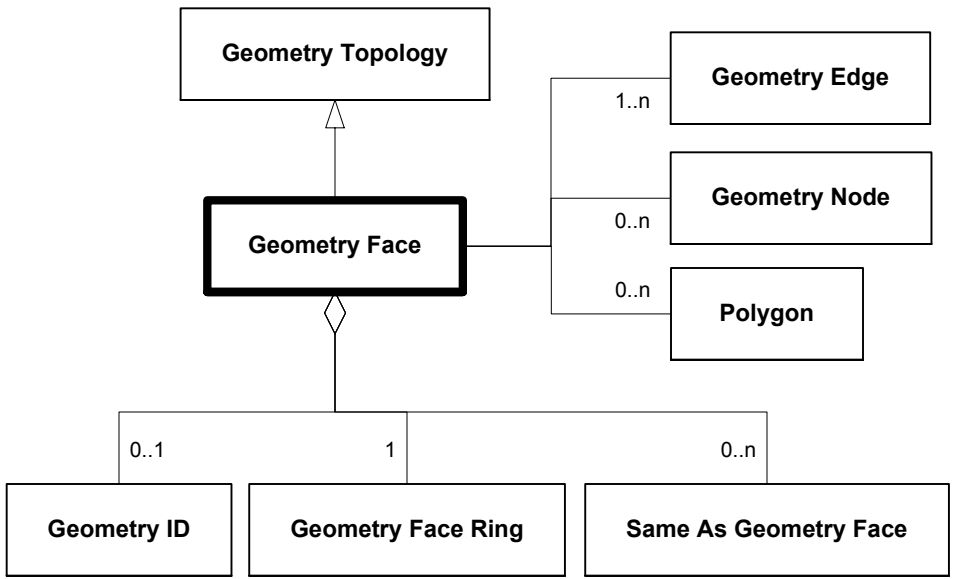 Geometry Topology
Geometry Edge
1..n
Geometry Node
0..n
Geometry Face
0..n
Polygon
0..1
1
0..n
Geometry ID
Geometry Face Ring
Same As Geometry Face